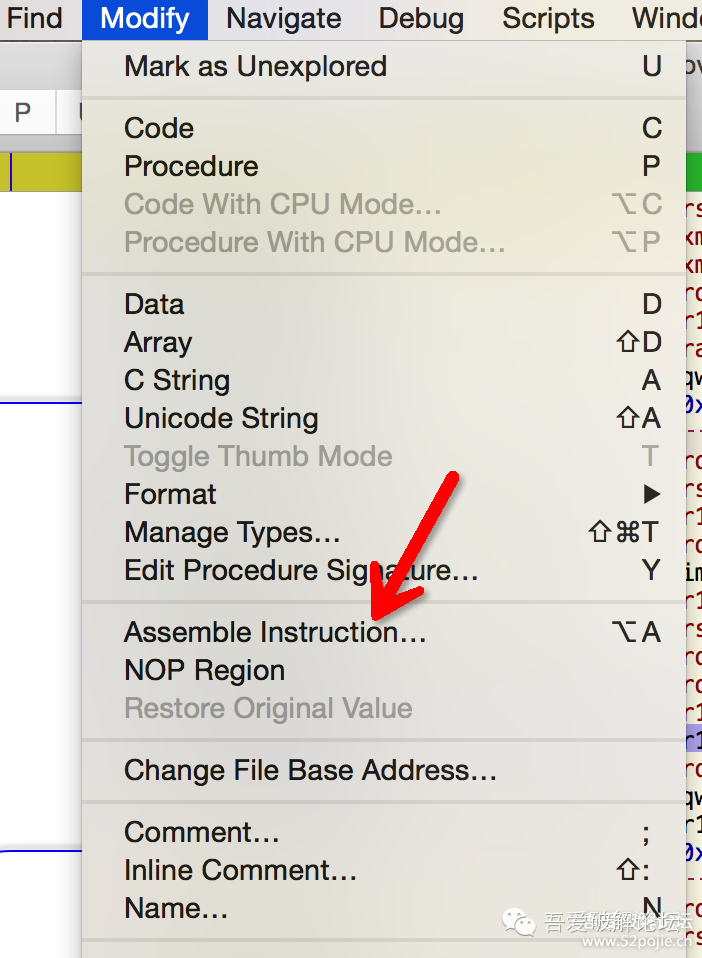 Find Modify Navigate Debug Scripts
Mark as Unexplored U
P
Code C
Procedure P
Code With CPU Mode... ⌥C
Procedure With CPU Mode... ⌥P
Data D
Array ⇧D
C String A
Unicode String ⇧A
Toggle Thumb Mode T
Format ▶
Manage Types... ⇧⌘T
Edit Procedure Signature... Y
Assemble Instruction... ⌥A
NOP Region
Restore Original Value
Change File Base Address...
Comment... ;
Inline Comment... ⇧:
Name... N
吾爱破解论坛
www.52pojie.cn